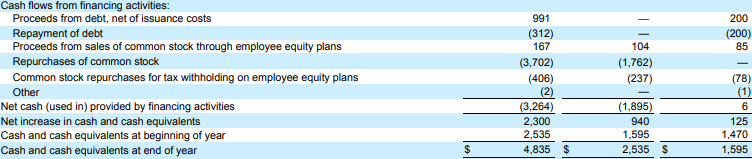 Cash flows from financing activities:
Proceeds from debt, net of issuance costs 991 — 200
Repayment of debt (312) — (200)
Proceeds from sales of common stock through employee equity plans 167 104 85
Repurchases of common stock (3,702) (1,762) —
Common stock repurchases for tax withholding on employee equity plans (406) (237) (78)
Other (2) — (1)
Net cash (used in) provided by financing activities (3,264) (1,895) 6
Net increase in cash and cash equivalents 2,300 940 125
Cash and cash equivalents at beginning of year 2,535 1,595 1,470
Cash and cash equivalents at end of year $ 4,835 $ 2,535 $ 1,595